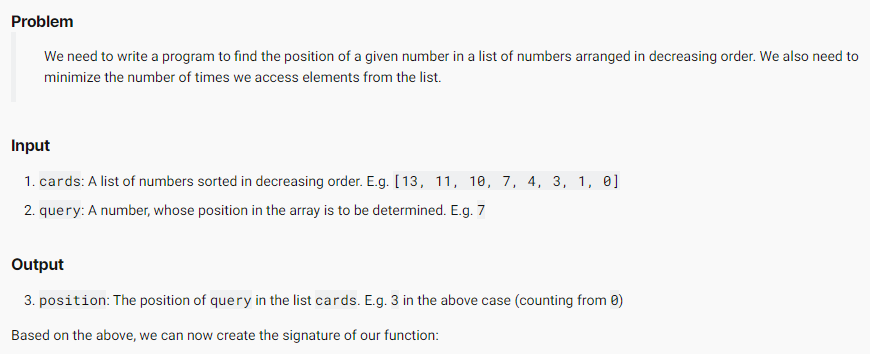 Problem
We need to write a program to find the position of a given number in a list of numbers arranged in decreasing order. We also need to
minimize the number of times we access elements from the list.
Input
1. cards: A list of numbers sorted in decreasing order. E.g. [13, 11, 10, 7, 4, 3, 1, 0]
2. query: A number, whose position in the array is to be determined. E.g. 7
Output
3. position: The position of query in the list cards. E.g. 3 in the above case (counting from 0)
Based on the above, we can now create the signature of our function: